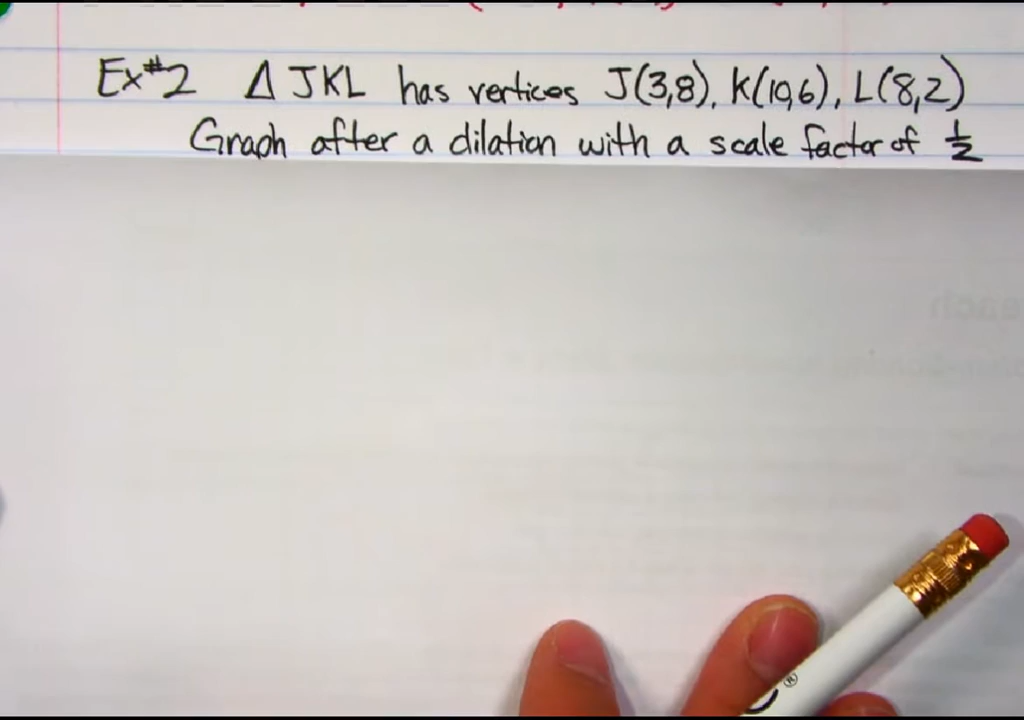 Ex#2 Δ JKL has vertices J(3,8), K(10,6), L(8,2)
Graph after a dilation with a scale factor of 1/2
®